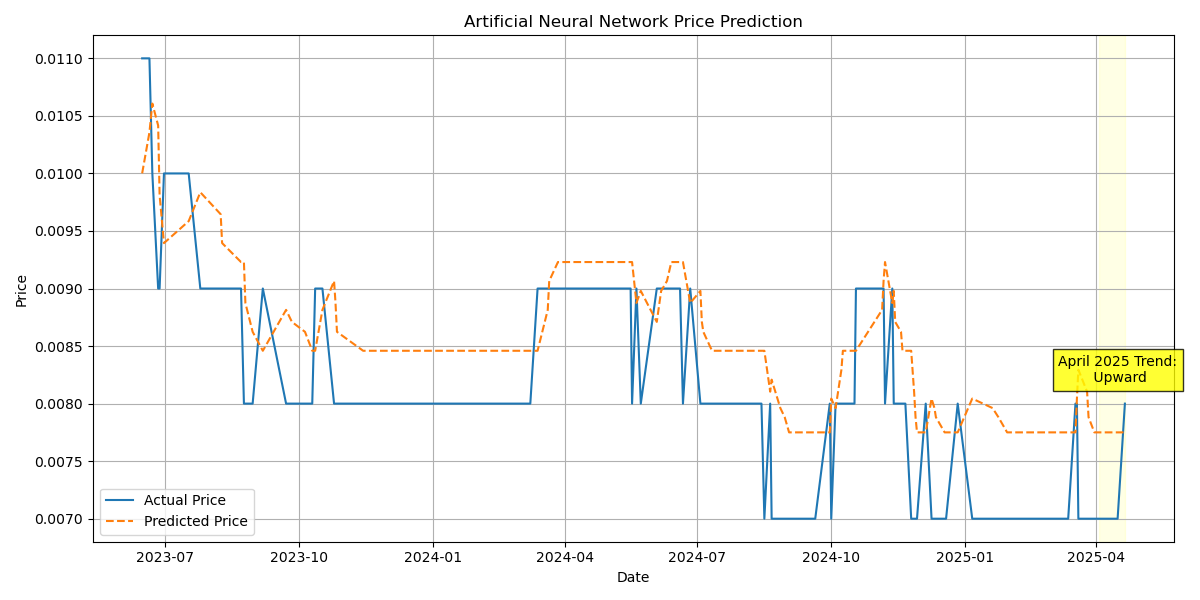 Artificial Neural Network Price Prediction
0.0110
0.0105
0.0100
0.0095
0.0090
0.0085
0.0080
0.0075
0.0070
Price
April 2025 Trend:
Upward
Actual Price
Predicted Price
2023-07
2023-10
2024-01
2024-04
2024-07
2024-10
2025-01
2025-04
Date